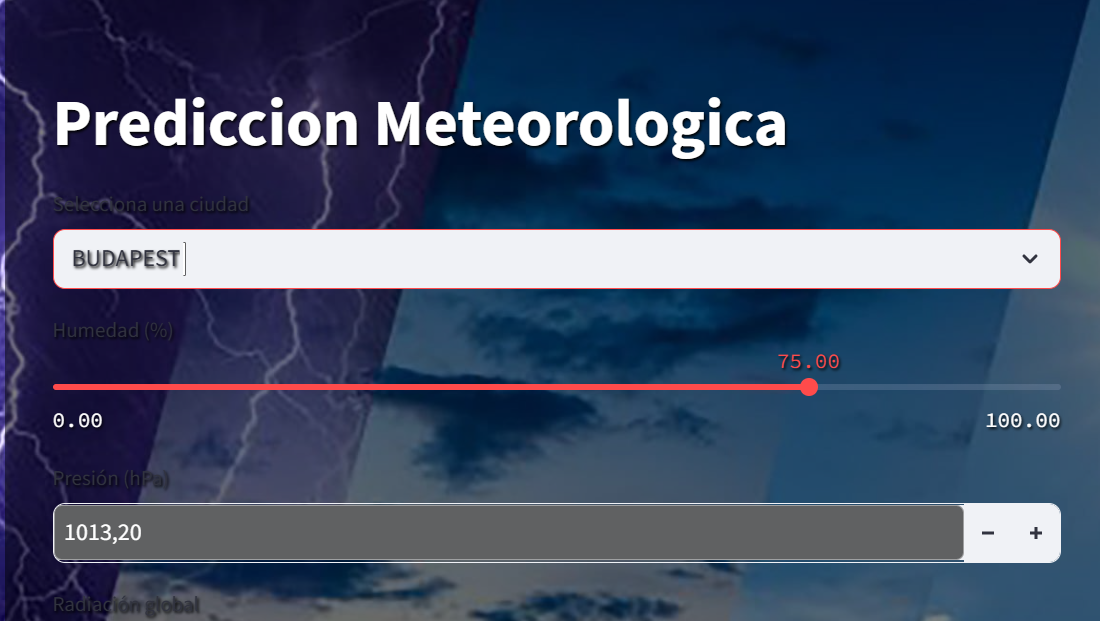 Prediccion Meteorologica
Selecciona una ciudad
BUDAPEST
Humedad (%)
75.00
0.00
100.00
Presión (hPa)
1013,20
Radiación global